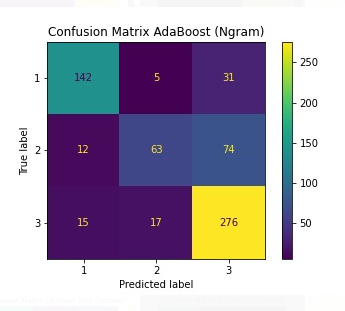 Confusion Matrix AdaBoost (Ngram)
1 142 5 31
2 12 63 74
3 15 17 276
1 2 3
Predicted label
True label
250
200
150
100
50